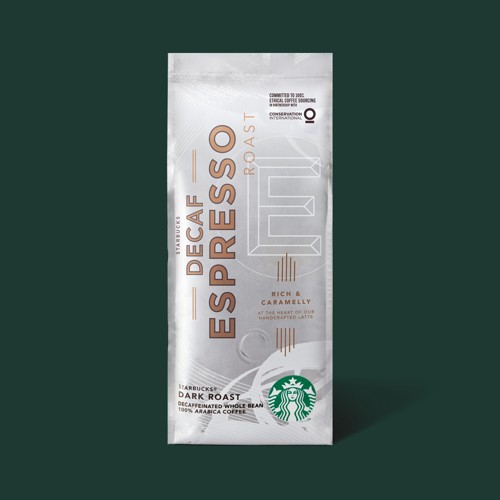 COMMITTED TO 100%
ETHICAL COFFEE SOURCING
IN PARTNERSHIP WITH
CONSERVATION
INTERNATIONAL
STARBUCKS
DECAF
ESPRESSO
ROAST
E
RICH &
CARAMELLY
AT THE HEART OF OUR
HANDCRAFTED LATTE
STARBUCKS®
DARK ROAST
DECAFFEINATED WHOLE BEAN
100% ARABICA COFFEE